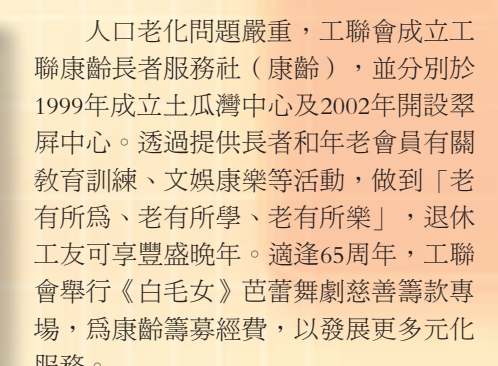 人口老化問題嚴重，工聯會成立工
聯康齡長者服務社（康齡），並分別於
1999年成立土瓜灣中心及2002年開設翠
屏中心。透過提供長者和年老會員有關
教育訓練、文娛康樂等活動，做到「老
有所為、老有所學、老有所樂」，退休
工友可享豐盛晚年。適逢65周年，工聯
會舉行《白毛女》芭蕾舞劇慈善籌款專
場，為康齡籌募經費，以發展更多元化
服務。